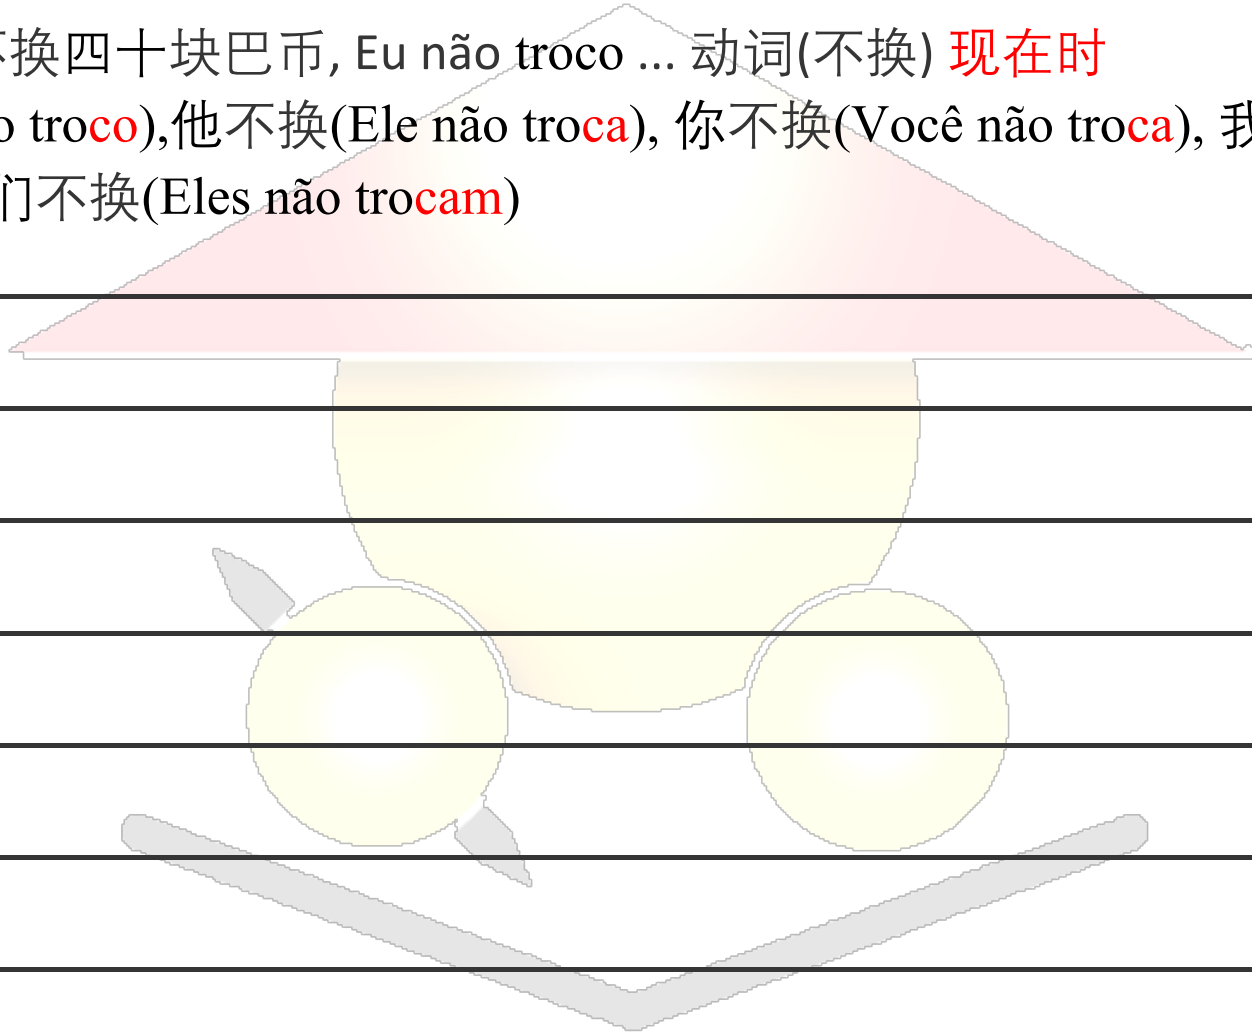 换四十块巴币, Eu não troco ... 动词(不换) 现在时
o troco),他不换(Ele não troca), 你不换(Você não troca), 我
们不换(Eles não trocam)